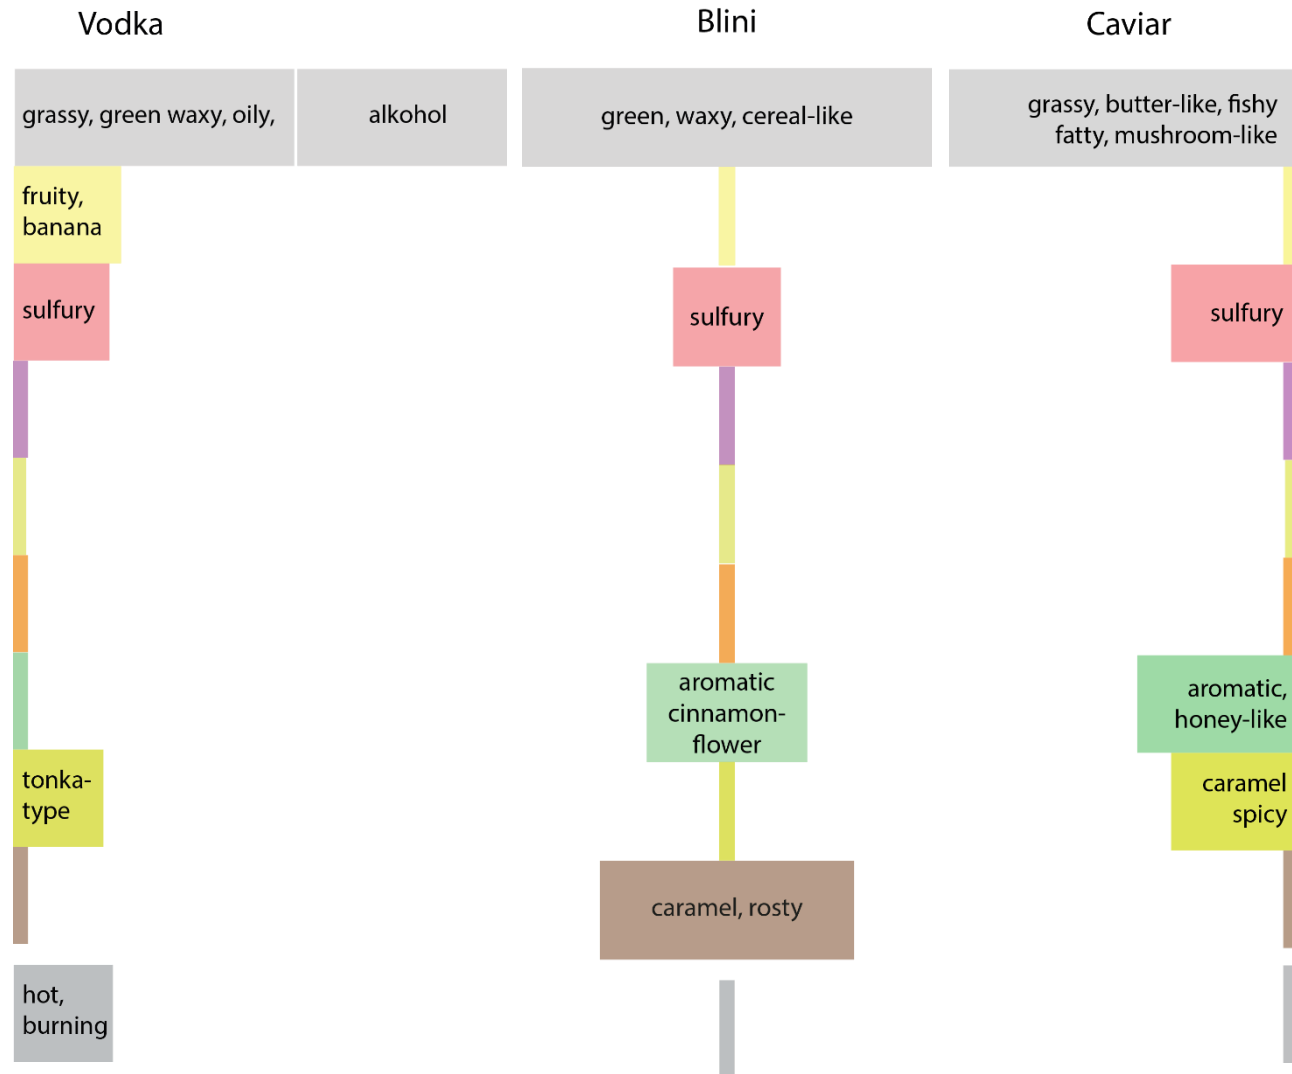 Vodka
Blini
Caviar
grassy, green waxy, oily,
alkohol
green, waxy, cereal-like
grassy, butter-like, fishy
fatty, mushroom-like
fruity,
banana
sulfury
sulfury
sulfury
aromatic
cinnamon-
flower
aromatic,
honey-like
tonka-
type
caramel
spicy
caramel, rosty
hot,
burning